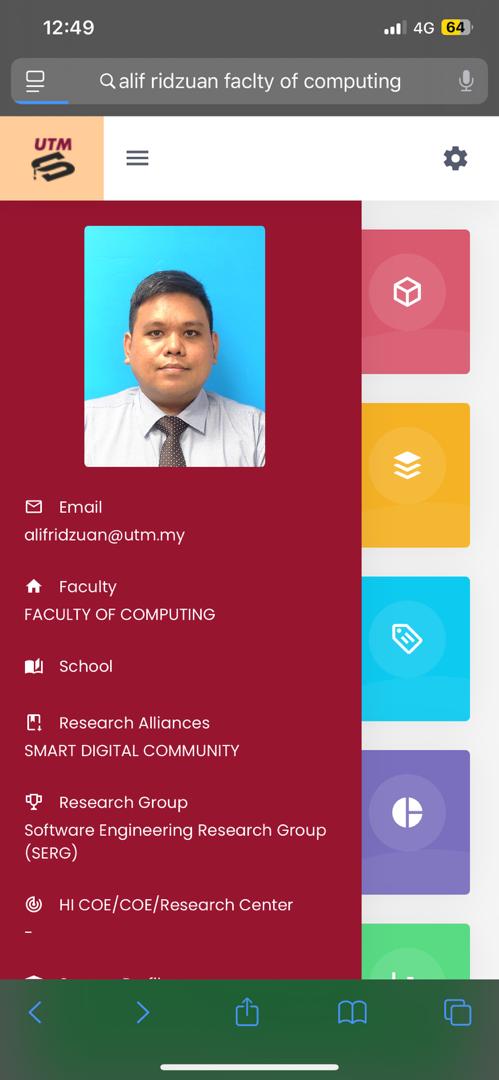 12:49
4G 64
alif ridzuan faclty of computing
UTM
Email
alifridzuan@utm.my
Faculty
FACULTY OF COMPUTING
School
Research Alliances
SMART DIGITAL COMMUNITY
Research Group
Software Engineering Research Group
(SERG)
HI COE/COE/Research Center
-